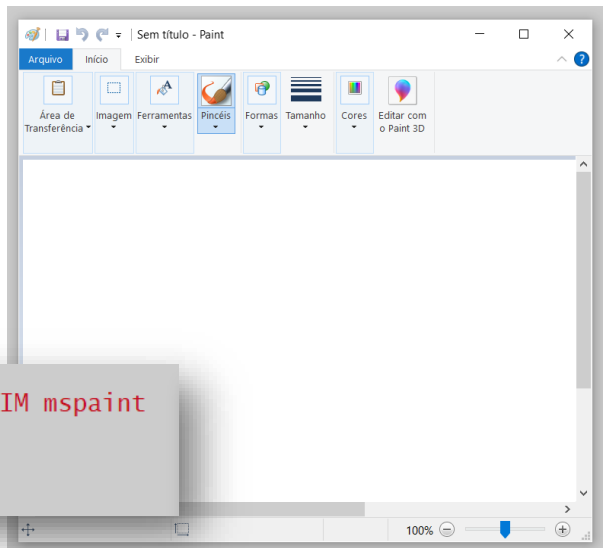 Sem título - Paint
Arquivo Início Exibir
Área de Transferência
Imagem
Ferramentas
Pincéis
Formas
Tamanho
Cores
Editar com o Paint 3D
IM mspaint
100%